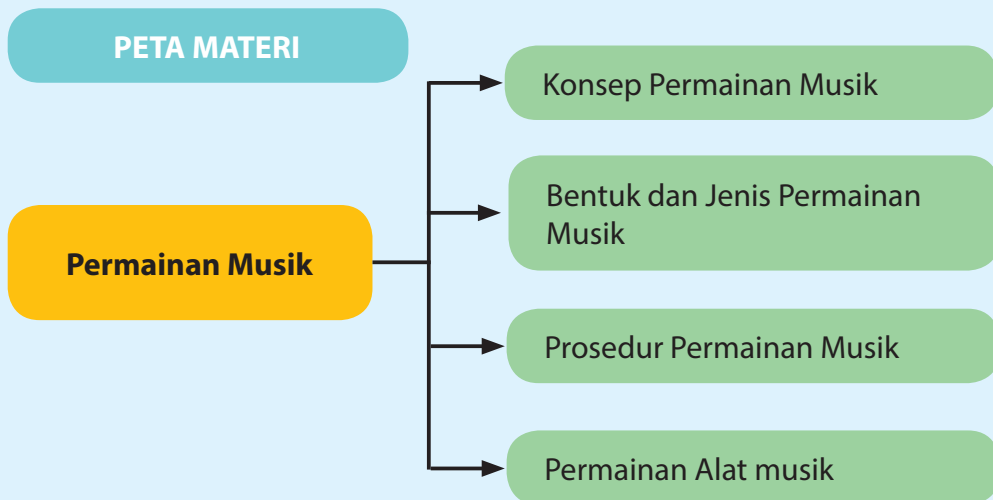 PETA MATERI
Konsep Permainan Musik
Bentuk dan Jenis Permainan
Musik
Permainan Musik
Prosedur Permainan Musik
Permainan Alat musik